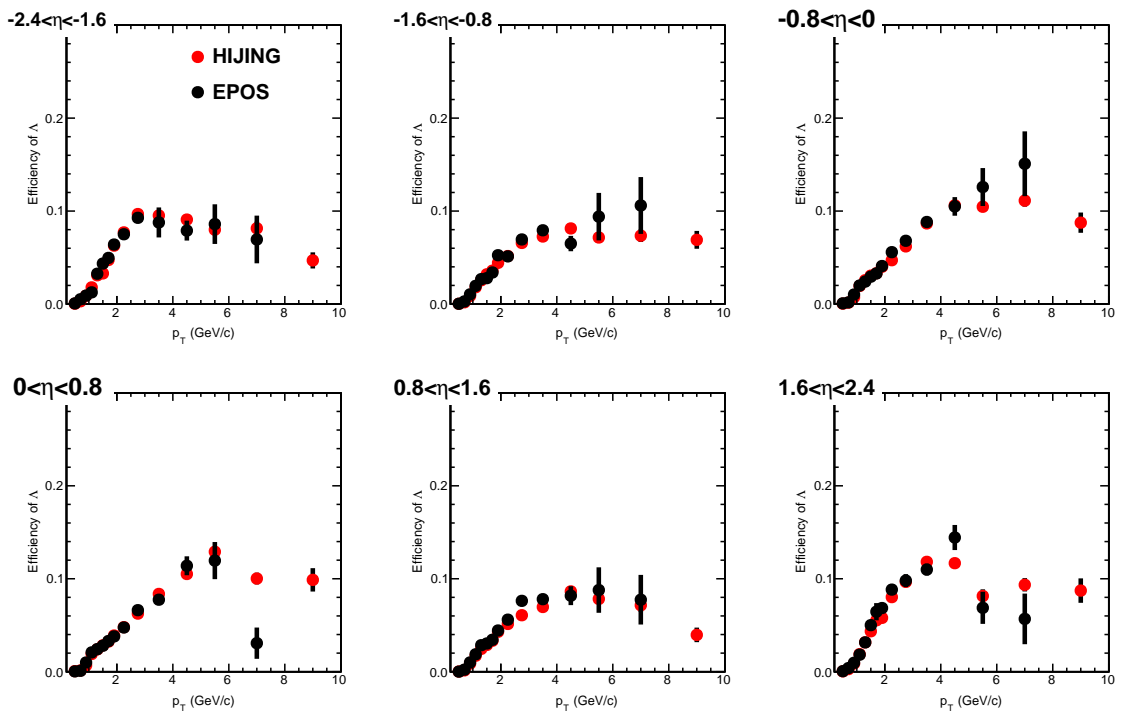 -2.4<η<-1.6
HIJING
EPOS
Efficiency of Λ
0.2
0.1
0.0
2 4 6 8 10
p_T (GeV/c)
-1.6<η<-0.8
Efficiency of Λ
0.2
0.1
0.0
2 4 6 8 10
p_T (GeV/c)
-0.8<η<0
Efficiency of Λ
0.2
0.1
0.0
2 4 6 8 10
p_T (GeV/c)
0<η<0.8
Efficiency of Λ
0.2
0.1
0.0
2 4 6 8 10
p_T (GeV/c)
0.8<η<1.6
Efficiency of Λ
0.2
0.1
0.0
2 4 6 8 10
p_T (GeV/c)
1.6<η<2.4
Efficiency of Λ
0.2
0.1
0.0
2 4 6 8 10
p_T (GeV/c)